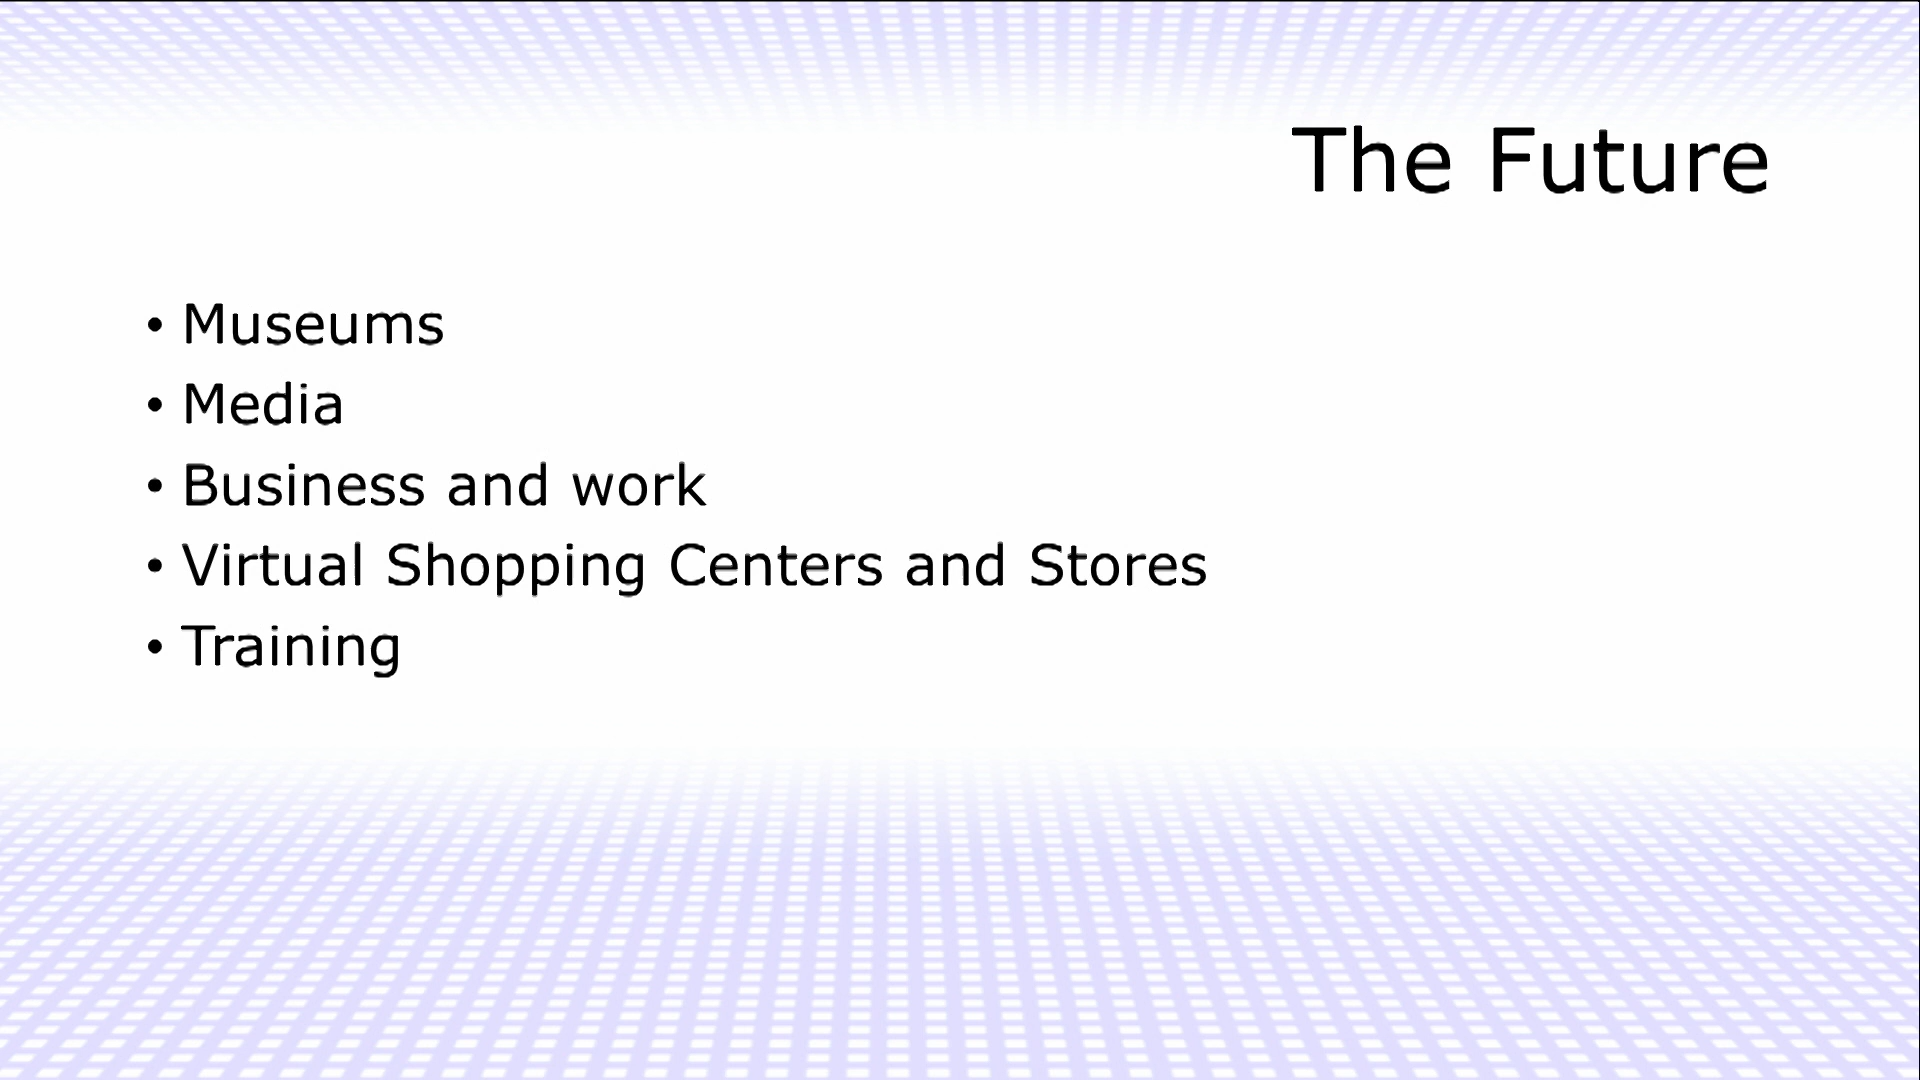 The Future
• Museums
• Media
• Business and work
• Virtual Shopping Centers and Stores
• Training